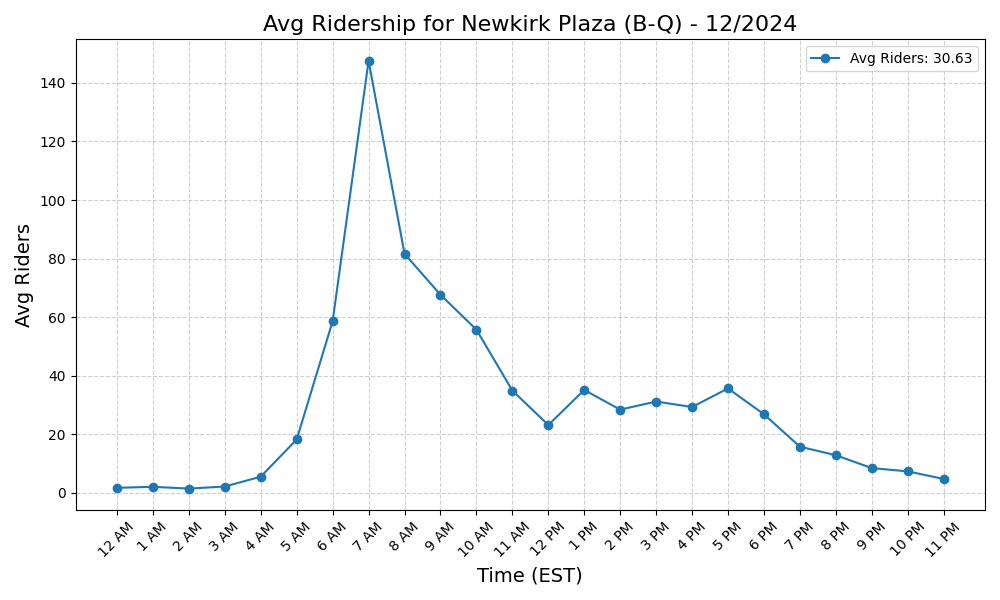 Avg Ridership for Newkirk Plaza (B-Q) - 12/2024
Avg Riders: 30.63
Avg Riders
140
120
100
80
60
40
20
0
12 AM
1 AM
2 AM
3 AM
4 AM
5 AM
6 AM
7 AM
8 AM
9 AM
10 AM
11 AM
12 PM
1 PM
2 PM
3 PM
4 PM
5 PM
6 PM
7 PM
8 PM
9 PM
10 PM
11 PM
Time (EST)